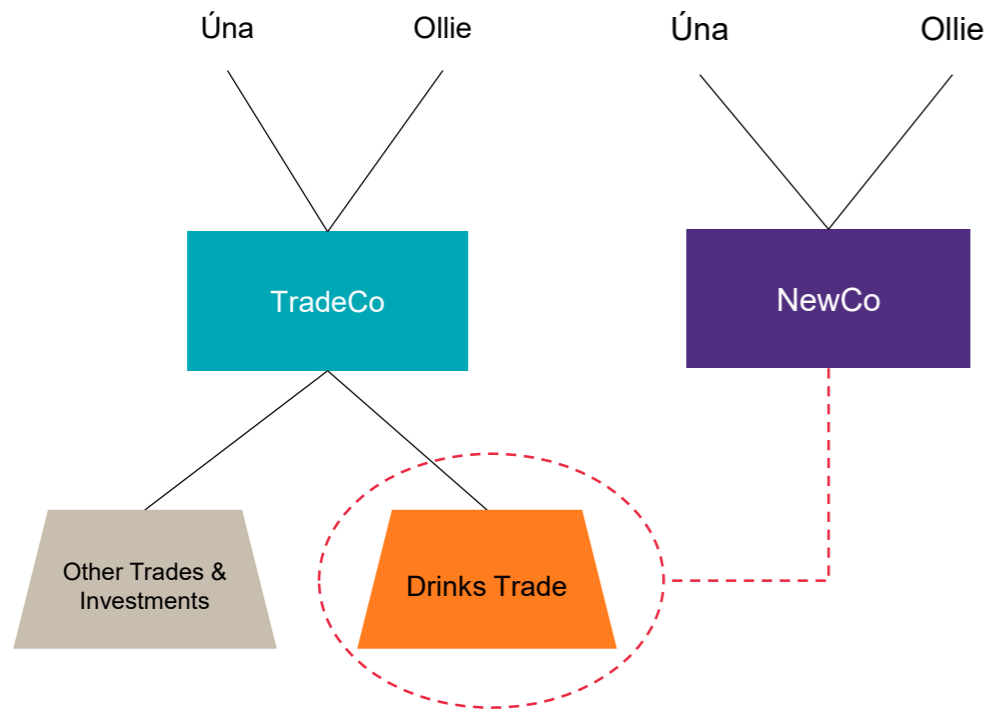 Úna
Ollie
Úna
Ollie
TradeCo
NewCo
Other Trades &
Investments
Drinks Trade